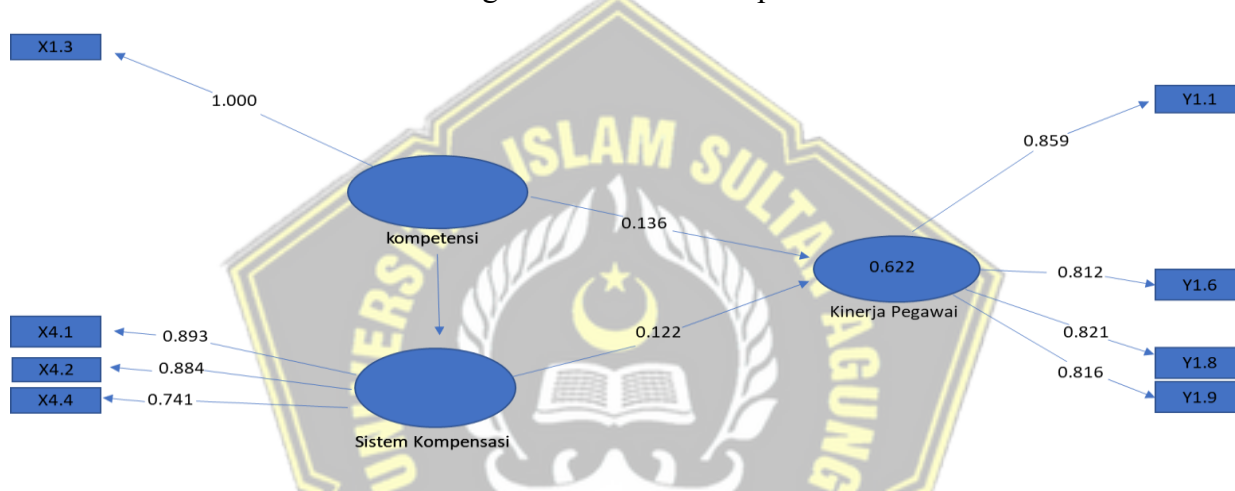 X1.3
1.000
Y1.1
0.859
kompetensi
0.136
0.622
Kinerja Pegawai
0.812
Y1.6
X4.1
0.893
0.122
0.821
X4.2
0.884
0.816
Y1.8
X4.4
0.741
Y1.9
Sistem Kompensasi
ISLAM SULTAN AGUNG